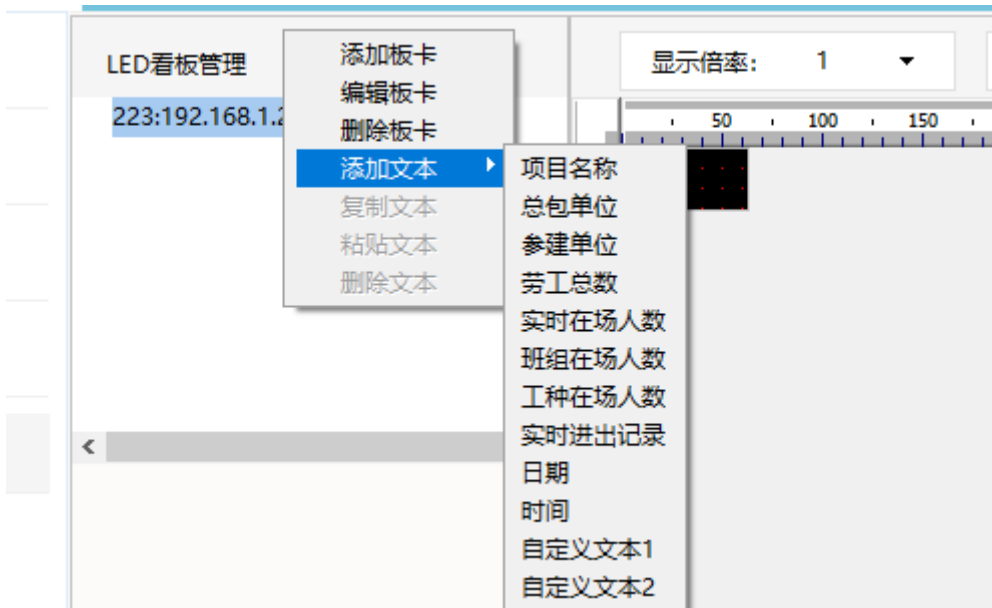 LED看板管理
223:192.168.1.2
添加板卡
编辑板卡
删除板卡
添加文本
复制文本
粘贴文本
删除文本
项目名称
总包单位
参建单位
劳工总数
实时在场人数
班组在场人数
工种在场人数
实时进出记录
日期
时间
自定义文本1
自定义文本2
显示倍率: 1
50 100 150